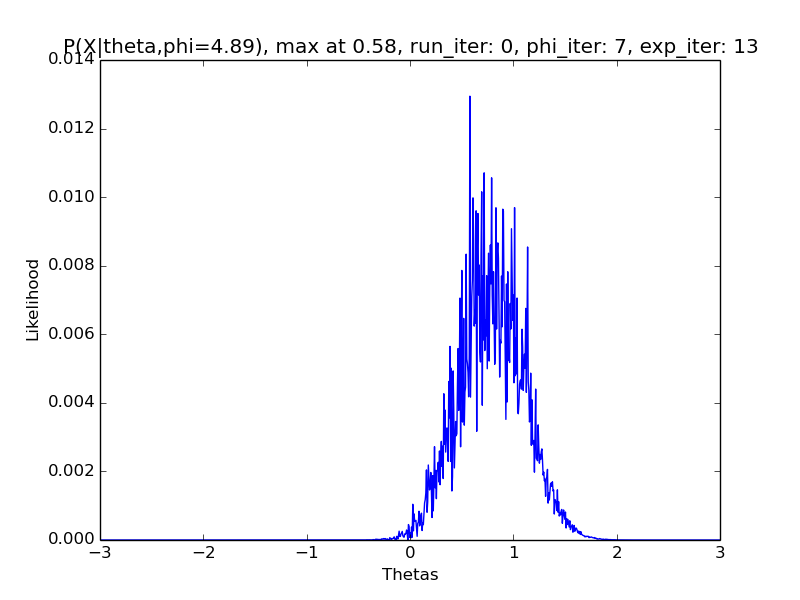 P(X|theta,phi=4.89), max at 0.58, run_iter: 0, phi_iter: 7, exp_iter: 13
0.014
0.012
0.010
0.008
0.006
0.004
0.002
0.000
Likelihood
−3 −2 −1 0 1 2 3
Thetas